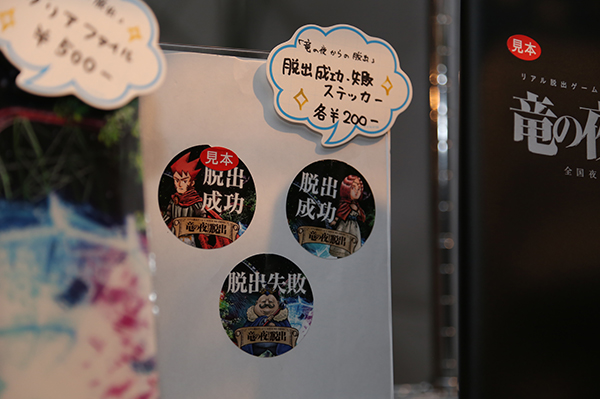 クリアファイル
¥500-
「竜の夜からの脱出」
脱出成功・失敗
ステッカー
各¥200-
見本
脱出
成功
竜の夜脱出
脱出
成功
竜の夜脱出
脱出失敗
竜の夜脱出
見本
リアル脱出ゲーム
竜の夜
全国夜